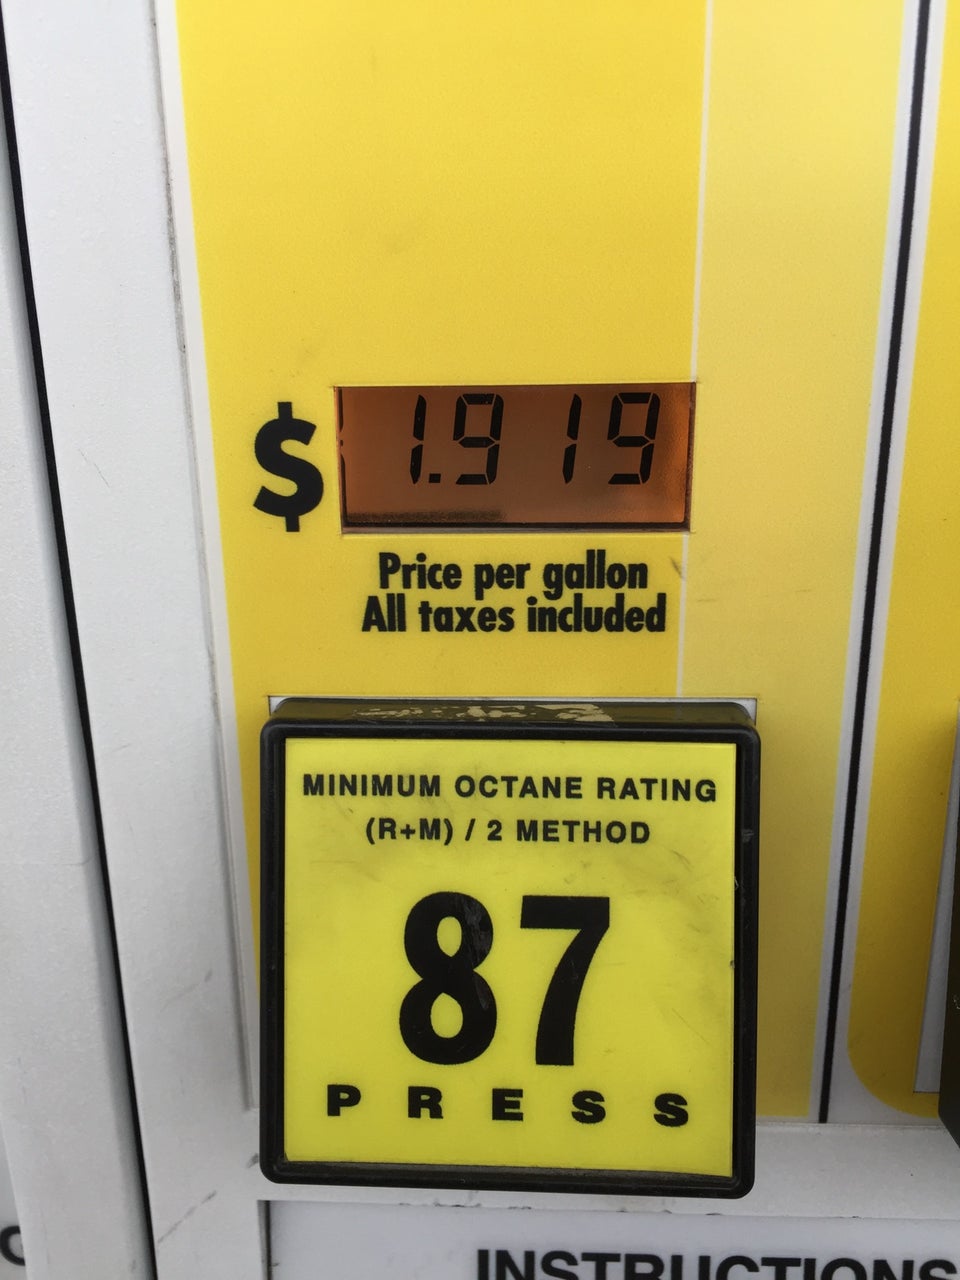 $ 1.919
Price per gallon
All taxes included
MINIMUM OCTANE RATING
(R+M) / 2 METHOD
87
PRESS
INSTRUCTIONS